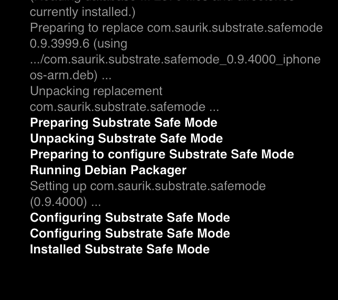 currently installed.)
Preparing to replace com.saurik.substrate.safemode
0.9.3999.6 (using
.../com.saurik.substrate.safemode_0.9.4000_iphone
os-arm.deb) ...
Unpacking replacement
com.saurik.substrate.safemode ...
Preparing Substrate Safe Mode
Unpacking Substrate Safe Mode
Preparing to configure Substrate Safe Mode
Running Debian Packager
Setting up com.saurik.substrate.safemode
(0.9.4000) ...
Configuring Substrate Safe Mode
Configuring Substrate Safe Mode
Installed Substrate Safe Mode